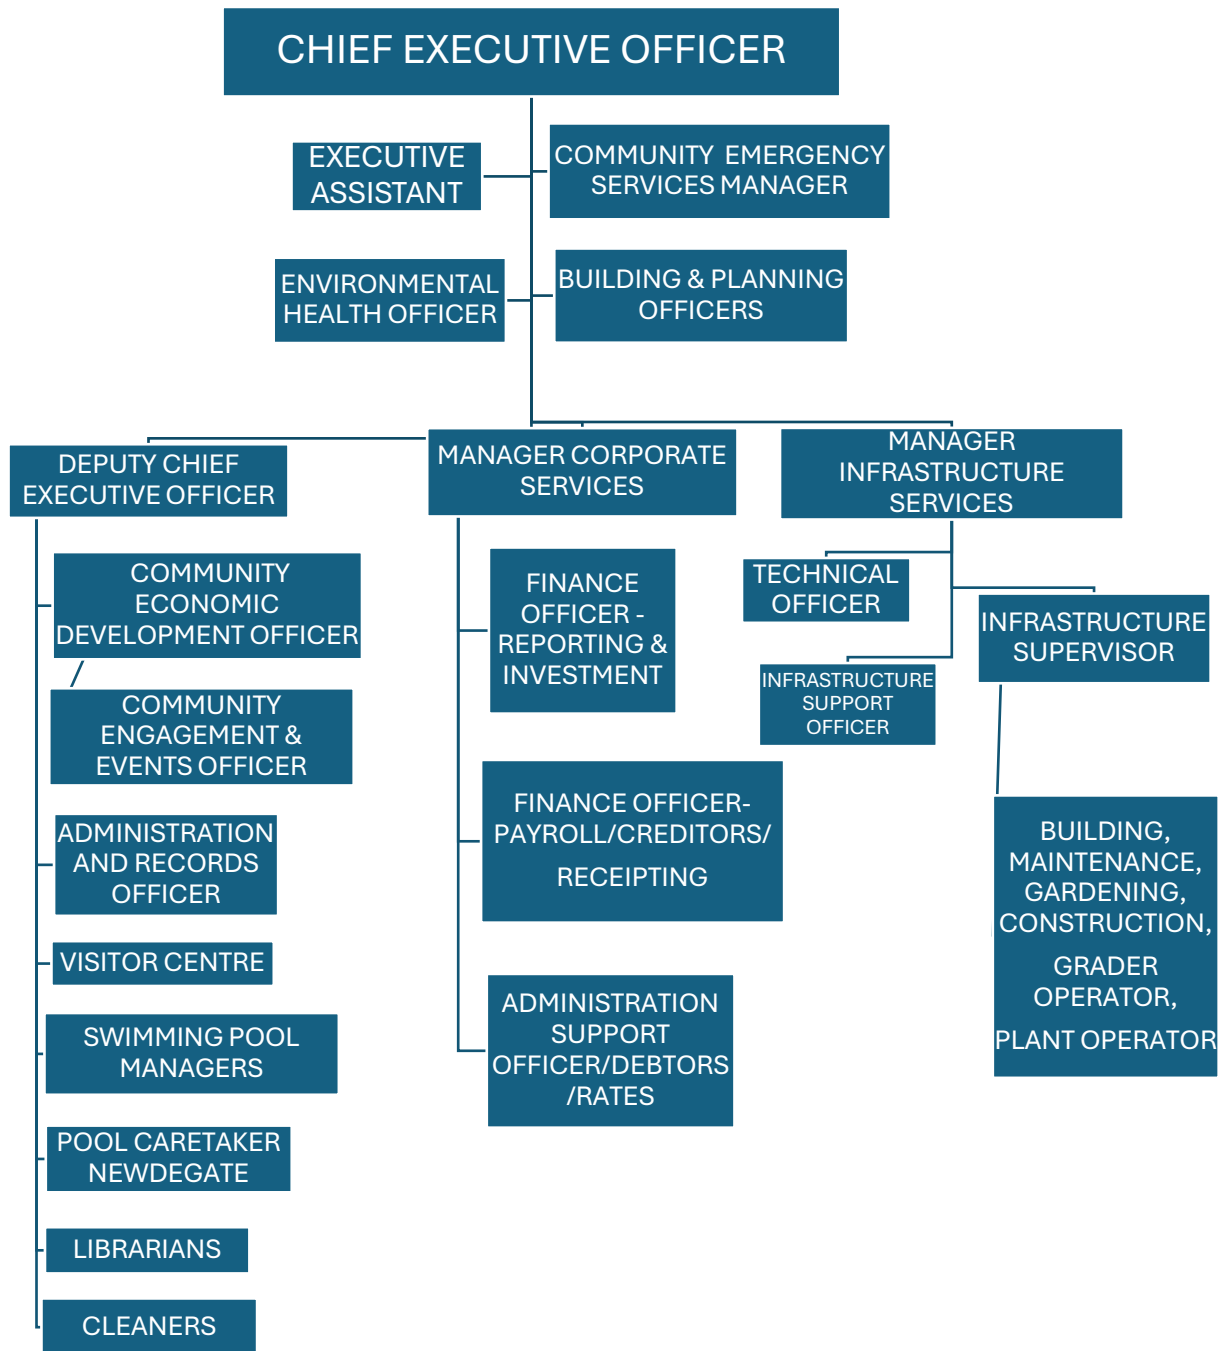 CHIEF EXECUTIVE OFFICER
EXECUTIVE
ASSISTANT
COMMUNITY EMERGENCY
SERVICES MANAGER
ENVIRONMENTAL
HEALTH OFFICER
BUILDING & PLANNING
OFFICERS
DEPUTY CHIEF
EXECUTIVE OFFICER
MANAGER CORPORATE
SERVICES
MANAGER
INFRASTRUCTURE
SERVICES
COMMUNITY
ECONOMIC
DEVELOPMENT OFFICER
COMMUNITY
ENGAGEMENT &
EVENTS OFFICER
ADMINISTRATION
AND RECORDS
OFFICER
VISITOR CENTRE
SWIMMING POOL
MANAGERS
POOL CARETAKER
NEWDEGATE
LIBRARIANS
CLEANERS
FINANCE
OFFICER -
REPORTING &
INVESTMENT
FINANCE OFFICER-
PAYROLL/CREDITORS/
RECEIPTING
ADMINISTRATION
SUPPORT
OFFICER/DEBTORS
/RATES
TECHNICAL
OFFICER
INFRASTRUCTURE
SUPPORT
OFFICER
INFRASTRUCTURE
SUPERVISOR
BUILDING,
MAINTENANCE,
GARDENING,
CONSTRUCTION,
GRADER
OPERATOR,
PLANT OPERATOR